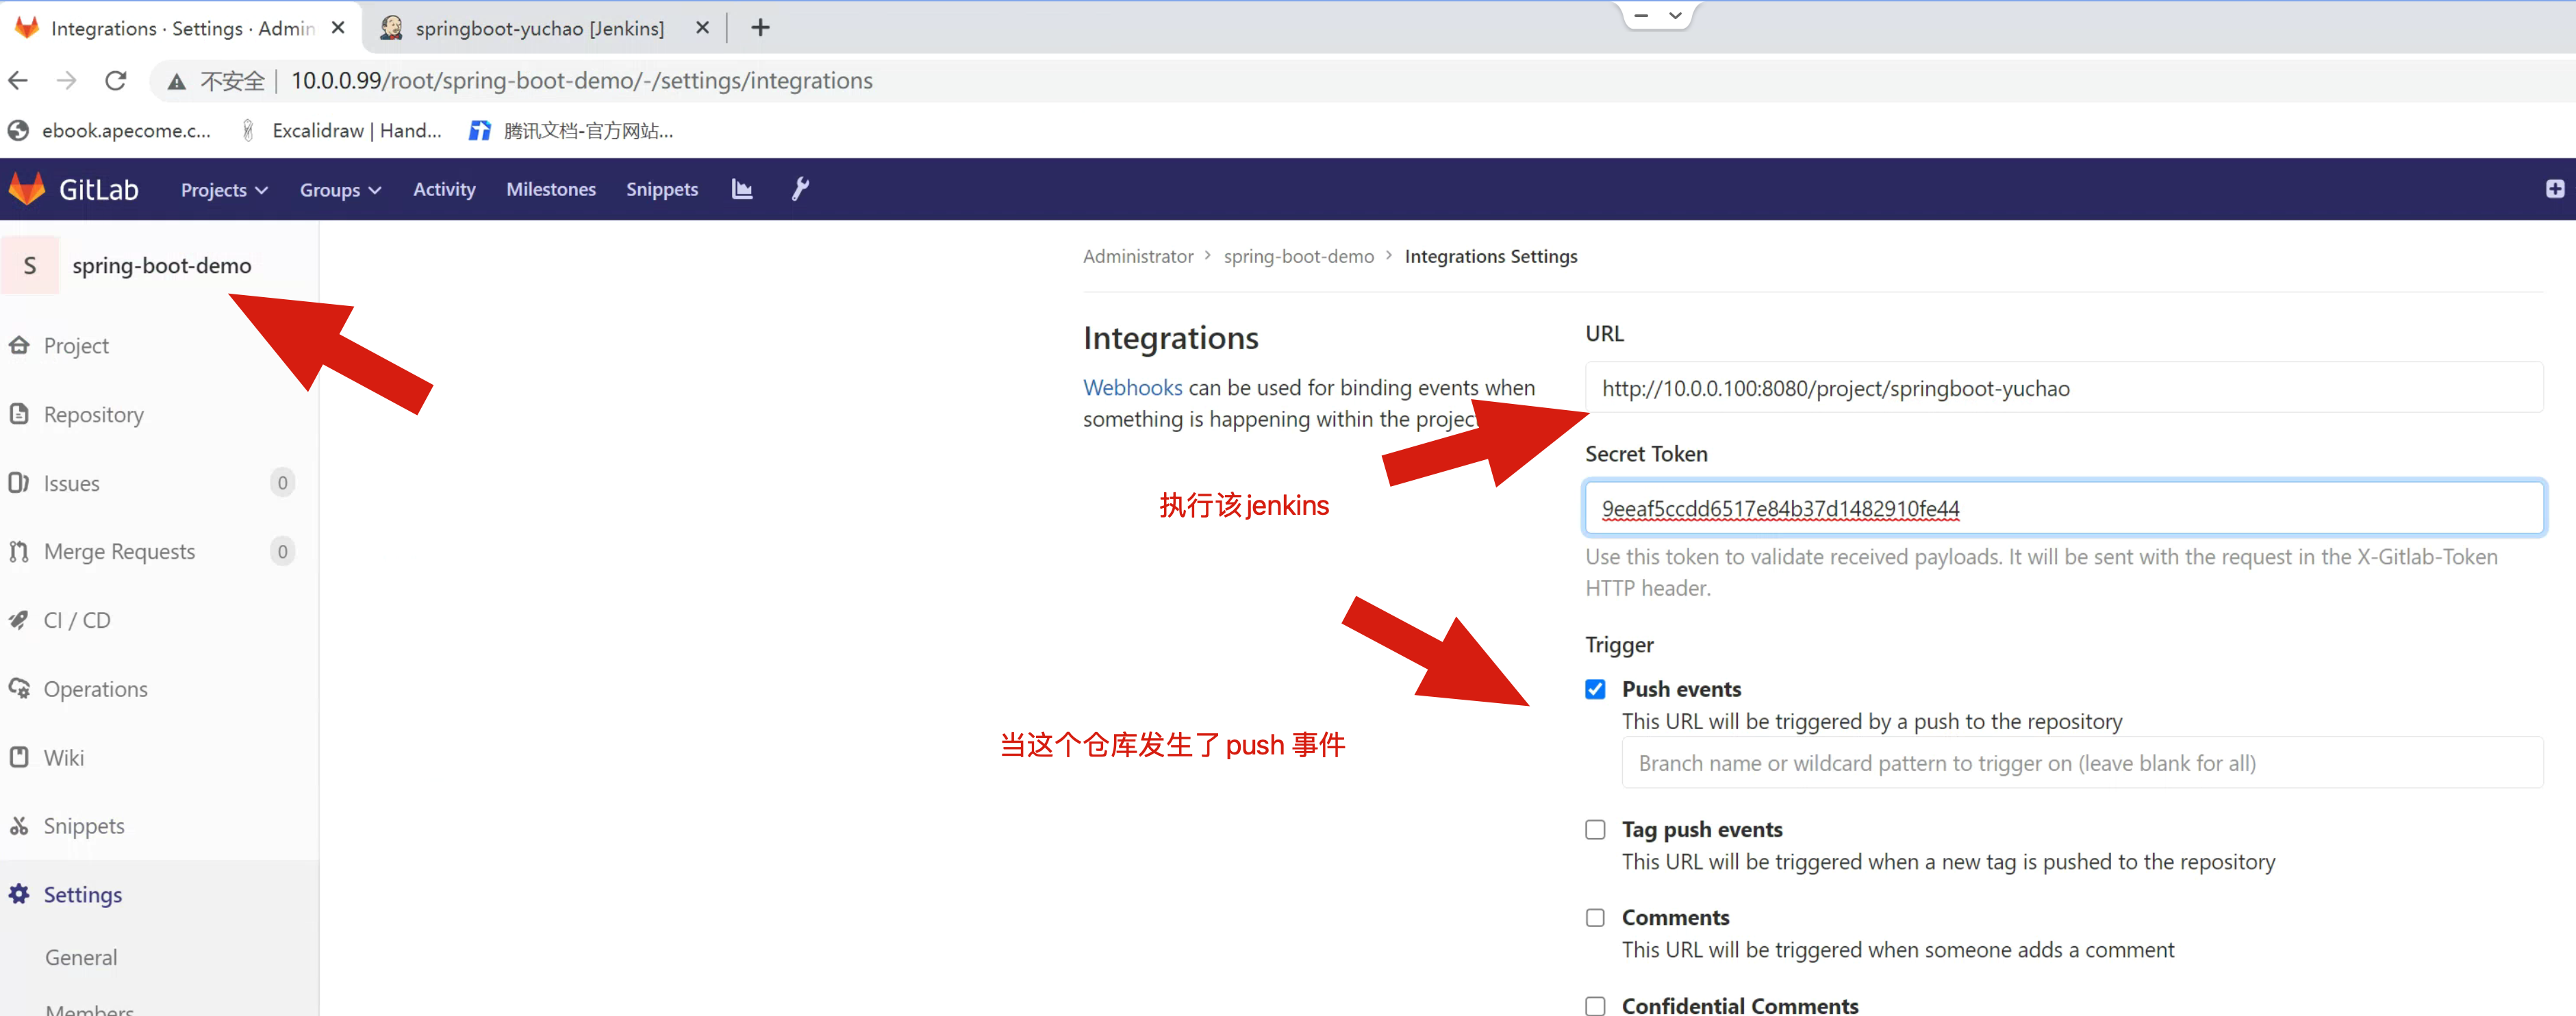 Integrations · Settings · Admin
springboot-yuchao [Jenkins]
不安全 | 10.0.0.99/root/spring-boot-demo/-/settings/integrations
ebook.apecome.c...
Excalidraw | Hand...
腾讯文档-官方网站...
GitLab
Projects
Groups
Activity
Milestones
Snippets
S
spring-boot-demo
Project
Repository
Issues
0
Merge Requests
0
CI / CD
Operations
Wiki
Snippets
Settings
General
Members
Administrator > spring-boot-demo > Integrations Settings
Integrations
Webhooks can be used for binding events when
something is happening within the project
执行该jenkins
当这个仓库发生了 push 事件
URL
http://10.0.0.100:8080/project/springboot-yuchao
Secret Token
9eeaf5ccdd6517e84b37d1482910fe44
Use this token to validate received payloads. It will be sent with the request in the X-Gitlab-Token
HTTP header.
Trigger
Push events
This URL will be triggered by a push to the repository
Branch name or wildcard pattern to trigger on (leave blank for all)
Tag push events
This URL will be triggered when a new tag is pushed to the repository
Comments
This URL will be triggered when someone adds a comment
Confidential Comments